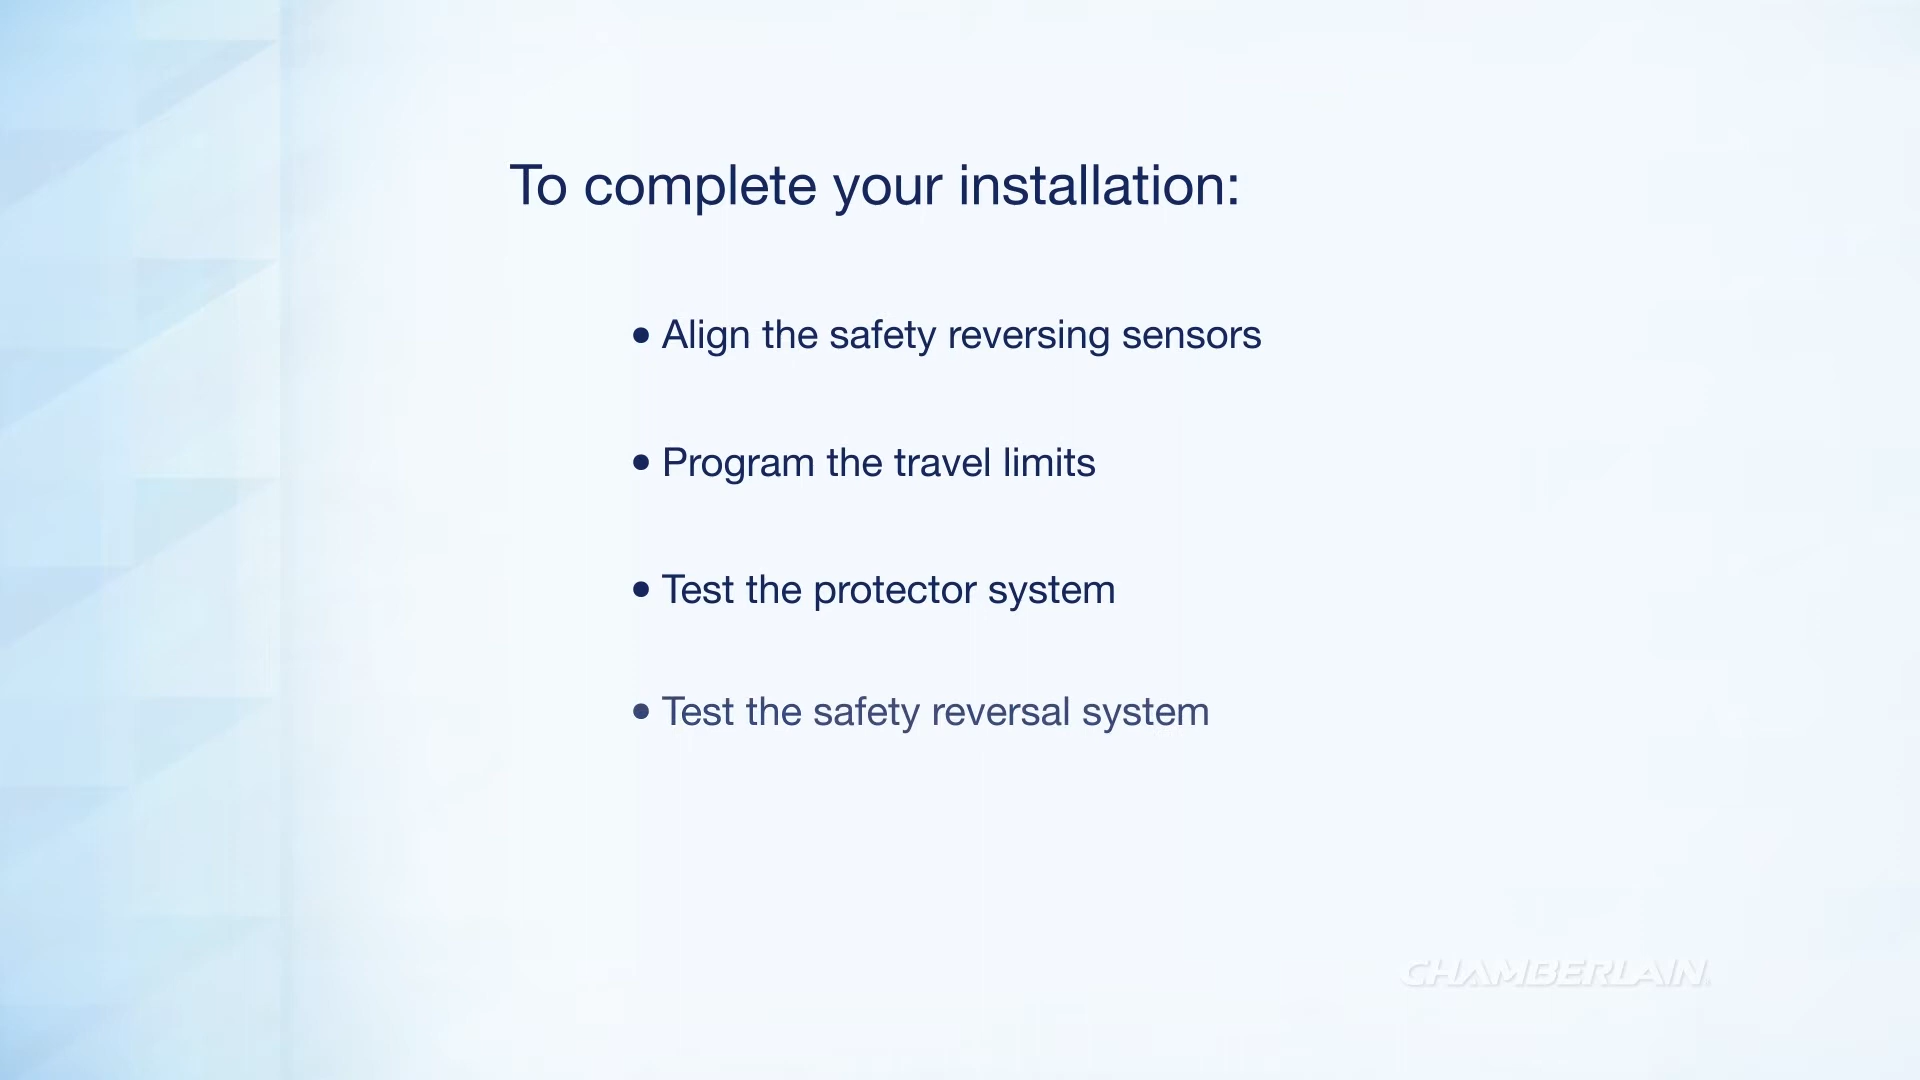 To complete your installation:
• Align the safety reversing sensors
• Program the travel limits
• Test the protector system
• Test the safety reversal system
CHAMBERLAIN